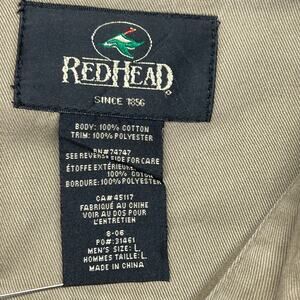 REDHEAD
SINCE 1856
BODY: 100% COTTON
TRIM: 100% POLYESTER
RN#74747
SEE REVERSE SIDE FOR CARE
ÉTOFFE EXTÉRIEURE:
100% COTON
BORDURE: 100% POLYESTER
CA#45117
FABRIQUÉ AU CHINE
VOIR AU DOS POUR
L'ENTRETIEN
8-06
PO#:31461
MEN'S SIZE: L
HOMMES TAILLE: L
MADE IN CHINA